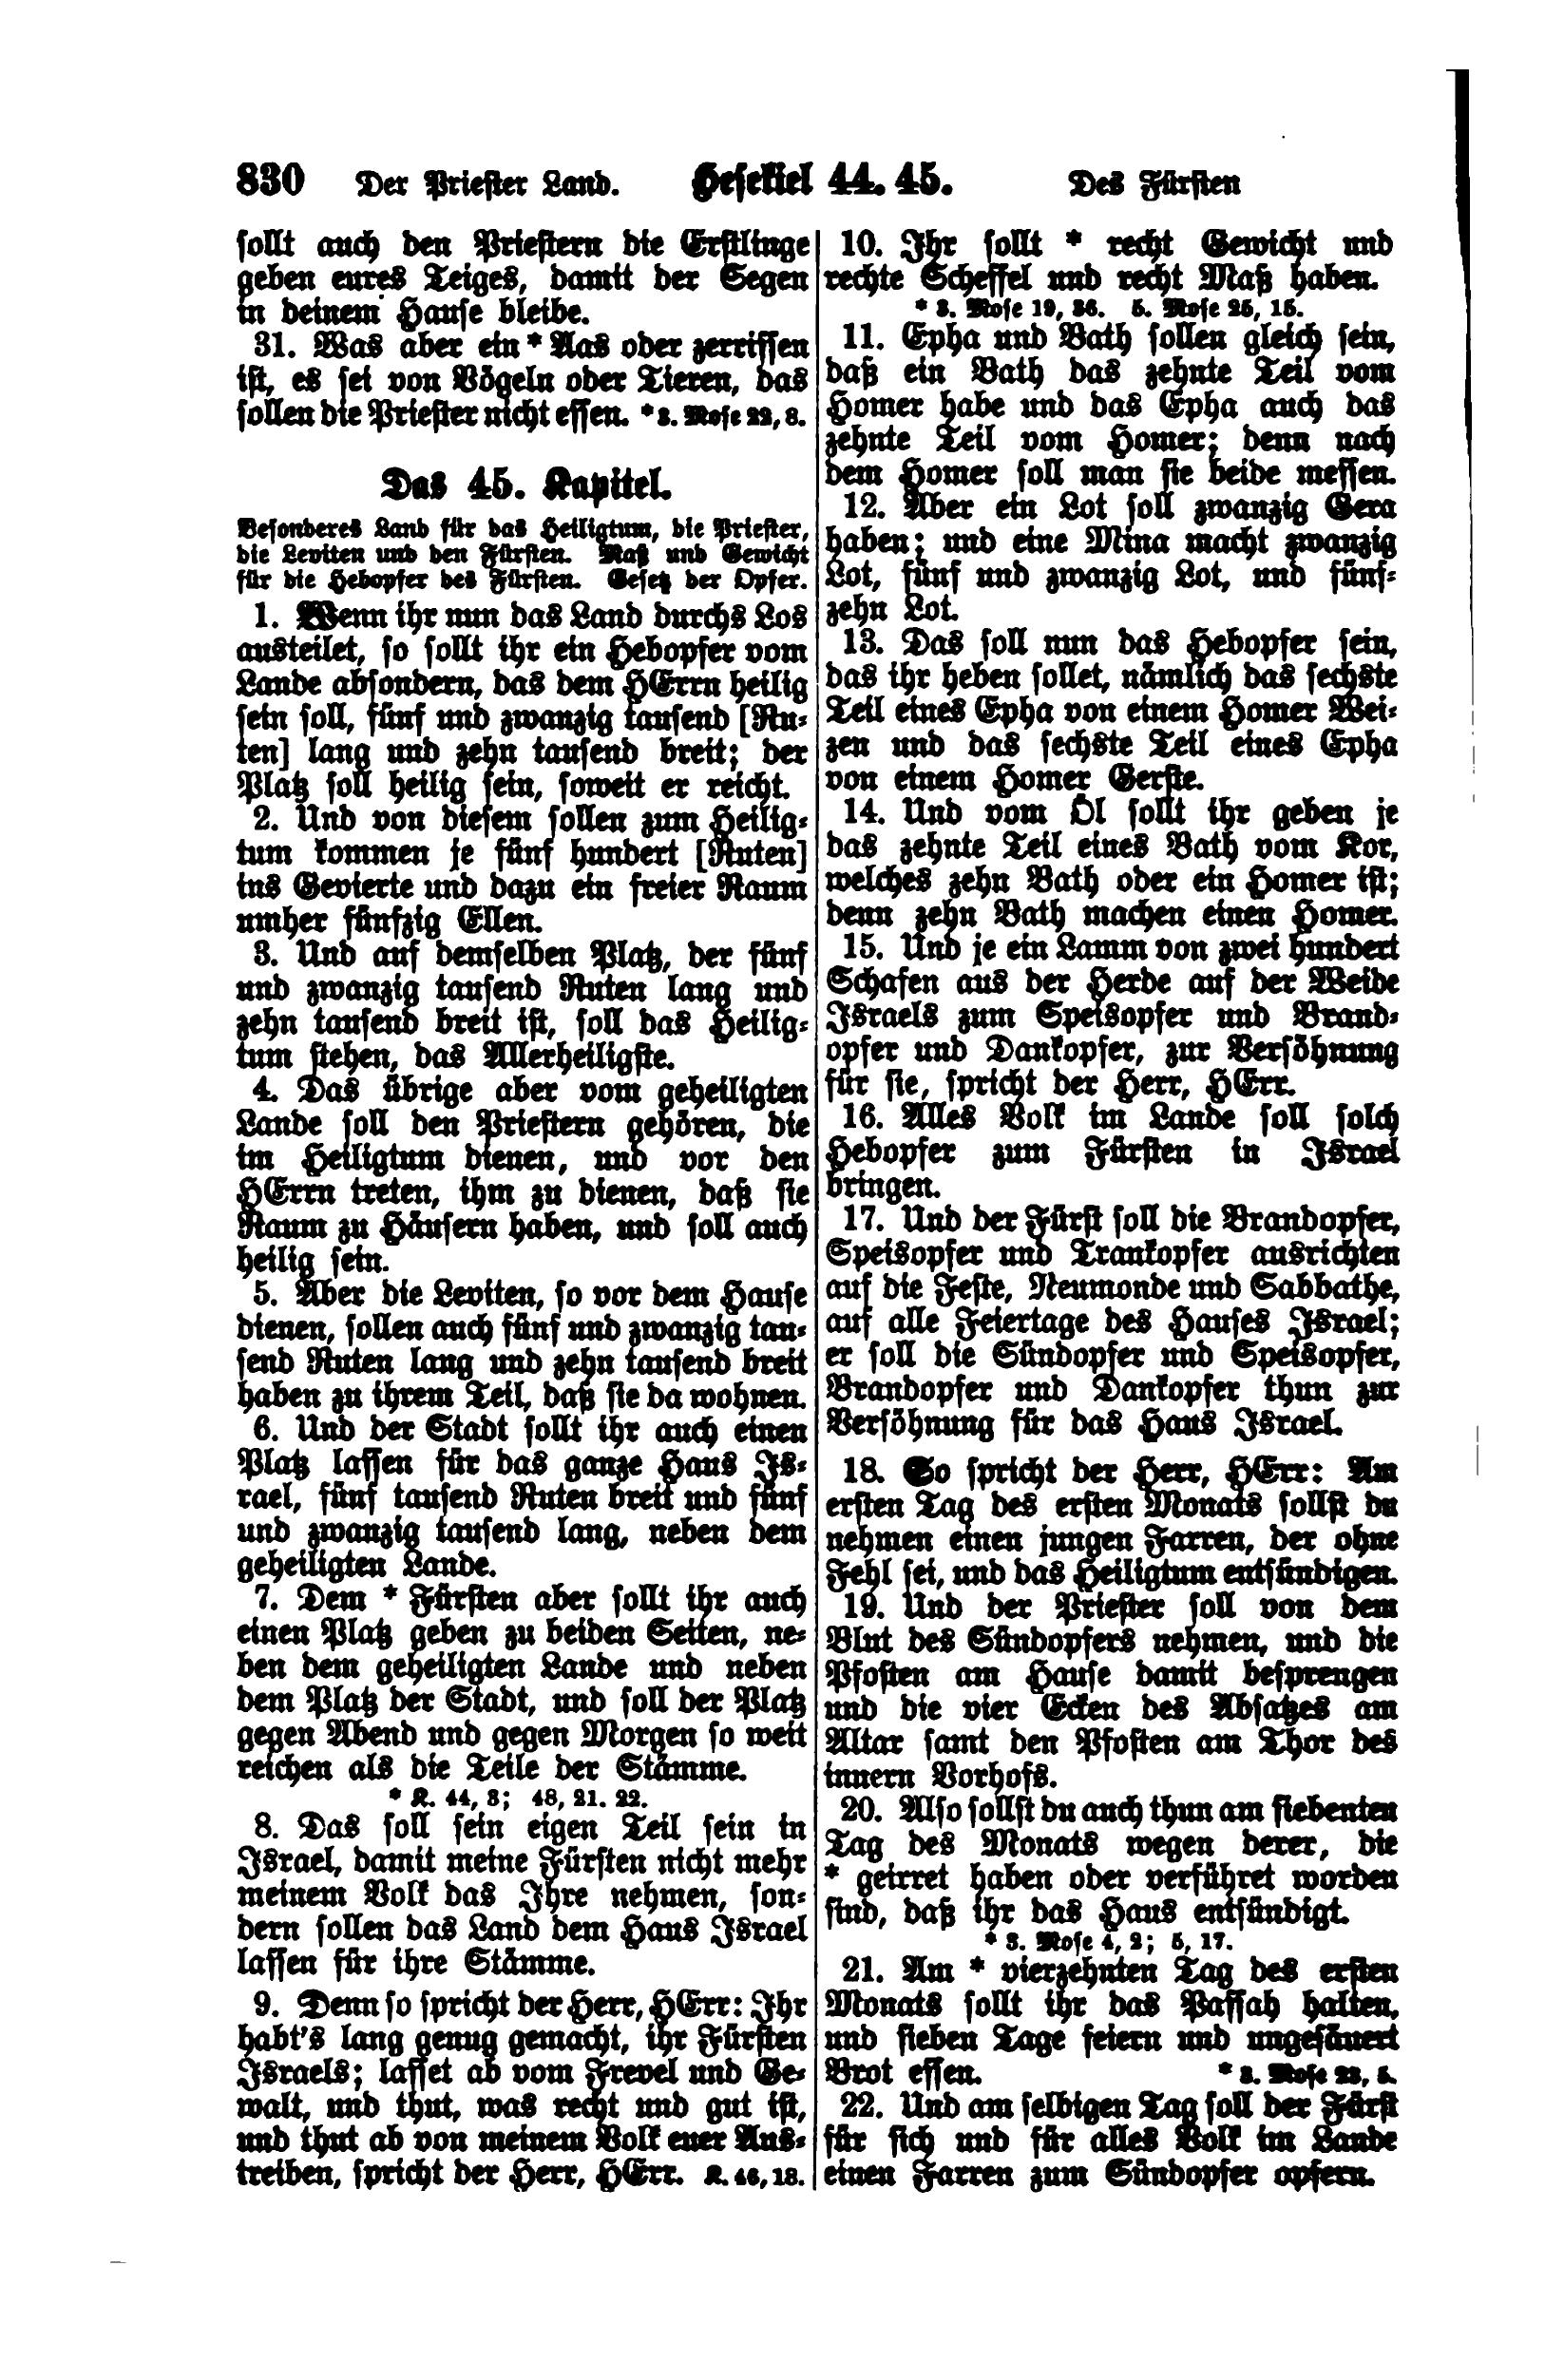 830 Der Priester Land. Hesekiel 44. 45. Des Fürsten
sollt auch den Priestern die Erstlinge
geben eures Teiges, damit der Segen
in deinem Hause bleibe.
31. Was aber ein * Aas oder zerrissen
ist, es sei von Vögeln oder Tieren, das
sollen die Priester nicht essen. * 3. Mose 22, 8.
Das 45. Kapitel.
Besonderes Land für das Heiligtum, die Priester,
die Leviten und den Fürsten. Maß und Gewicht
für die Hebopfer des Fürsten. Gesetz der Opfer.
1. Wenn ihr nun das Land durchs Los
austeilet, so sollt ihr ein Hebopfer vom
Lande absondern, das dem HErrn heilig
sein soll, fünf und zwanzig tausend [Ru-
ten] lang und zehn tausend breit; der
Platz soll heilig sein, soweit er reicht.
2. Und von diesem sollen zum Heilig-
tum kommen je fünf hundert [Ruten]
ins Gevierte und dazu ein freier Raum
umher fünfzig Ellen.
3. Und auf demselben Platz, der fünf
und zwanzig tausend Ruten lang und
zehn tausend breit ist, soll das Heilig-
tum stehen, das Allerheiligste.
4. Das übrige aber vom geheiligten
Lande soll den Priestern gehören, die
im Heiligtum dienen, und vor den
HErrn treten, ihm zu dienen, daß sie
Raum zu Häusern haben, und soll auch
heilig sein.
5. Aber die Leviten, so vor dem Hause
dienen, sollen auch fünf und zwanzig tau-
send Ruten lang und zehn tausend breit
haben zu ihrem Teil, daß sie da wohnen.
6. Und der Stadt sollt ihr auch einen
Platz lassen für das ganze Haus Is-
rael, fünf tausend Ruten breit und fünf
und zwanzig tausend lang, neben dem
geheiligten Lande.
7. Dem * Fürsten aber sollt ihr auch
einen Platz geben zu beiden Seiten, ne-
ben dem geheiligten Lande und neben
dem Platz der Stadt, und soll der Platz
gegen Abend und gegen Morgen so weit
reichen als die Teile der Stämme.
* K. 44, 3; 48, 21. 22.
8. Das soll sein eigen Teil sein in
Israel, damit meine Fürsten nicht mehr
meinem Volk das Ihre nehmen, son-
dern sollen das Land dem Haus Israel
lassen für ihre Stämme.
9. Denn so spricht der Herr, HErr: Ihr
habt's lang genug gemacht, ihr Fürsten
Israels; lasset ab vom Frevel und Ge-
walt, und thut, was recht und gut ist,
und thut ab von meinem Volk euer Aus-
treiben, spricht der Herr, HErr. K. 46, 18.
10. Ihr sollt * recht Gewicht und
rechte Scheffel und recht Maß haben.
* 3. Mose 19, 36. 5. Mose 25, 15.
11. Epha und Bath sollen gleich sein,
daß ein Bath das zehnte Teil vom
Homer habe und das Epha auch das
zehnte Teil vom Homer; denn nach
dem Homer soll man sie beide messen.
12. Aber ein Lot soll zwanzig Gera
haben; und eine Mina macht zwanzig
Lot, fünf und zwanzig Lot, und fünf-
zehn Lot.
13. Das soll nun das Hebopfer sein,
das ihr heben sollet, nämlich das sechste
Teil eines Epha von einem Homer Wei-
zen und das sechste Teil eines Epha
von einem Homer Gerste.
14. Und vom Öl sollt ihr geben je
das zehnte Teil eines Bath vom Kor,
welches zehn Bath oder ein Homer ist;
denn zehn Bath machen einen Homer.
15. Und je ein Lamm von zwei hundert
Schafen aus der Herde auf der Weide
Israels zum Speisopfer und Brand-
opfer und Dankopfer, zur Versöhnung
für sie, spricht der Herr, HErr.
16. Alles Volk im Lande soll solch
Hebopfer zum Fürsten in Israel
bringen.
17. Und der Fürst soll die Brandopfer,
Speisopfer und Trankopfer ausrichten
auf die Feste, Neumonde und Sabbathe,
auf alle Feiertage des Hauses Israel;
er soll die Sündopfer und Speisopfer,
Brandopfer und Dankopfer thun zur
Versöhnung für das Haus Israel.
18. So spricht der Herr, HErr: Am
ersten Tag des ersten Monats sollst du
nehmen einen jungen Farren, der ohne
Fehl sei, und das Heiligtum entsündigen.
19. Und der Priester soll von dem
Blut des Sündopfers nehmen, und die
Pfosten am Hause damit besprengen
und die vier Ecken des Absatzes am
Altar samt den Pfosten am Thor des
innern Vorhofs.
20. Also sollst du auch thun am siebenten
Tag des Monats wegen derer, die
* geirret haben oder verführet worden
sind, daß ihr das Haus entsündigt.
* 3. Mose 4, 2; 5, 17.
21. Am * vierzehnten Tag des ersten
Monats sollt ihr das Passah halten,
und sieben Tage feiern und ungesäuert
Brot essen. * 3. Mose 23, 5.
22. Und am selbigen Tag soll der Fürst
für sich und für alles Volk im Lande
einen Farren zum Sündopfer opfern.